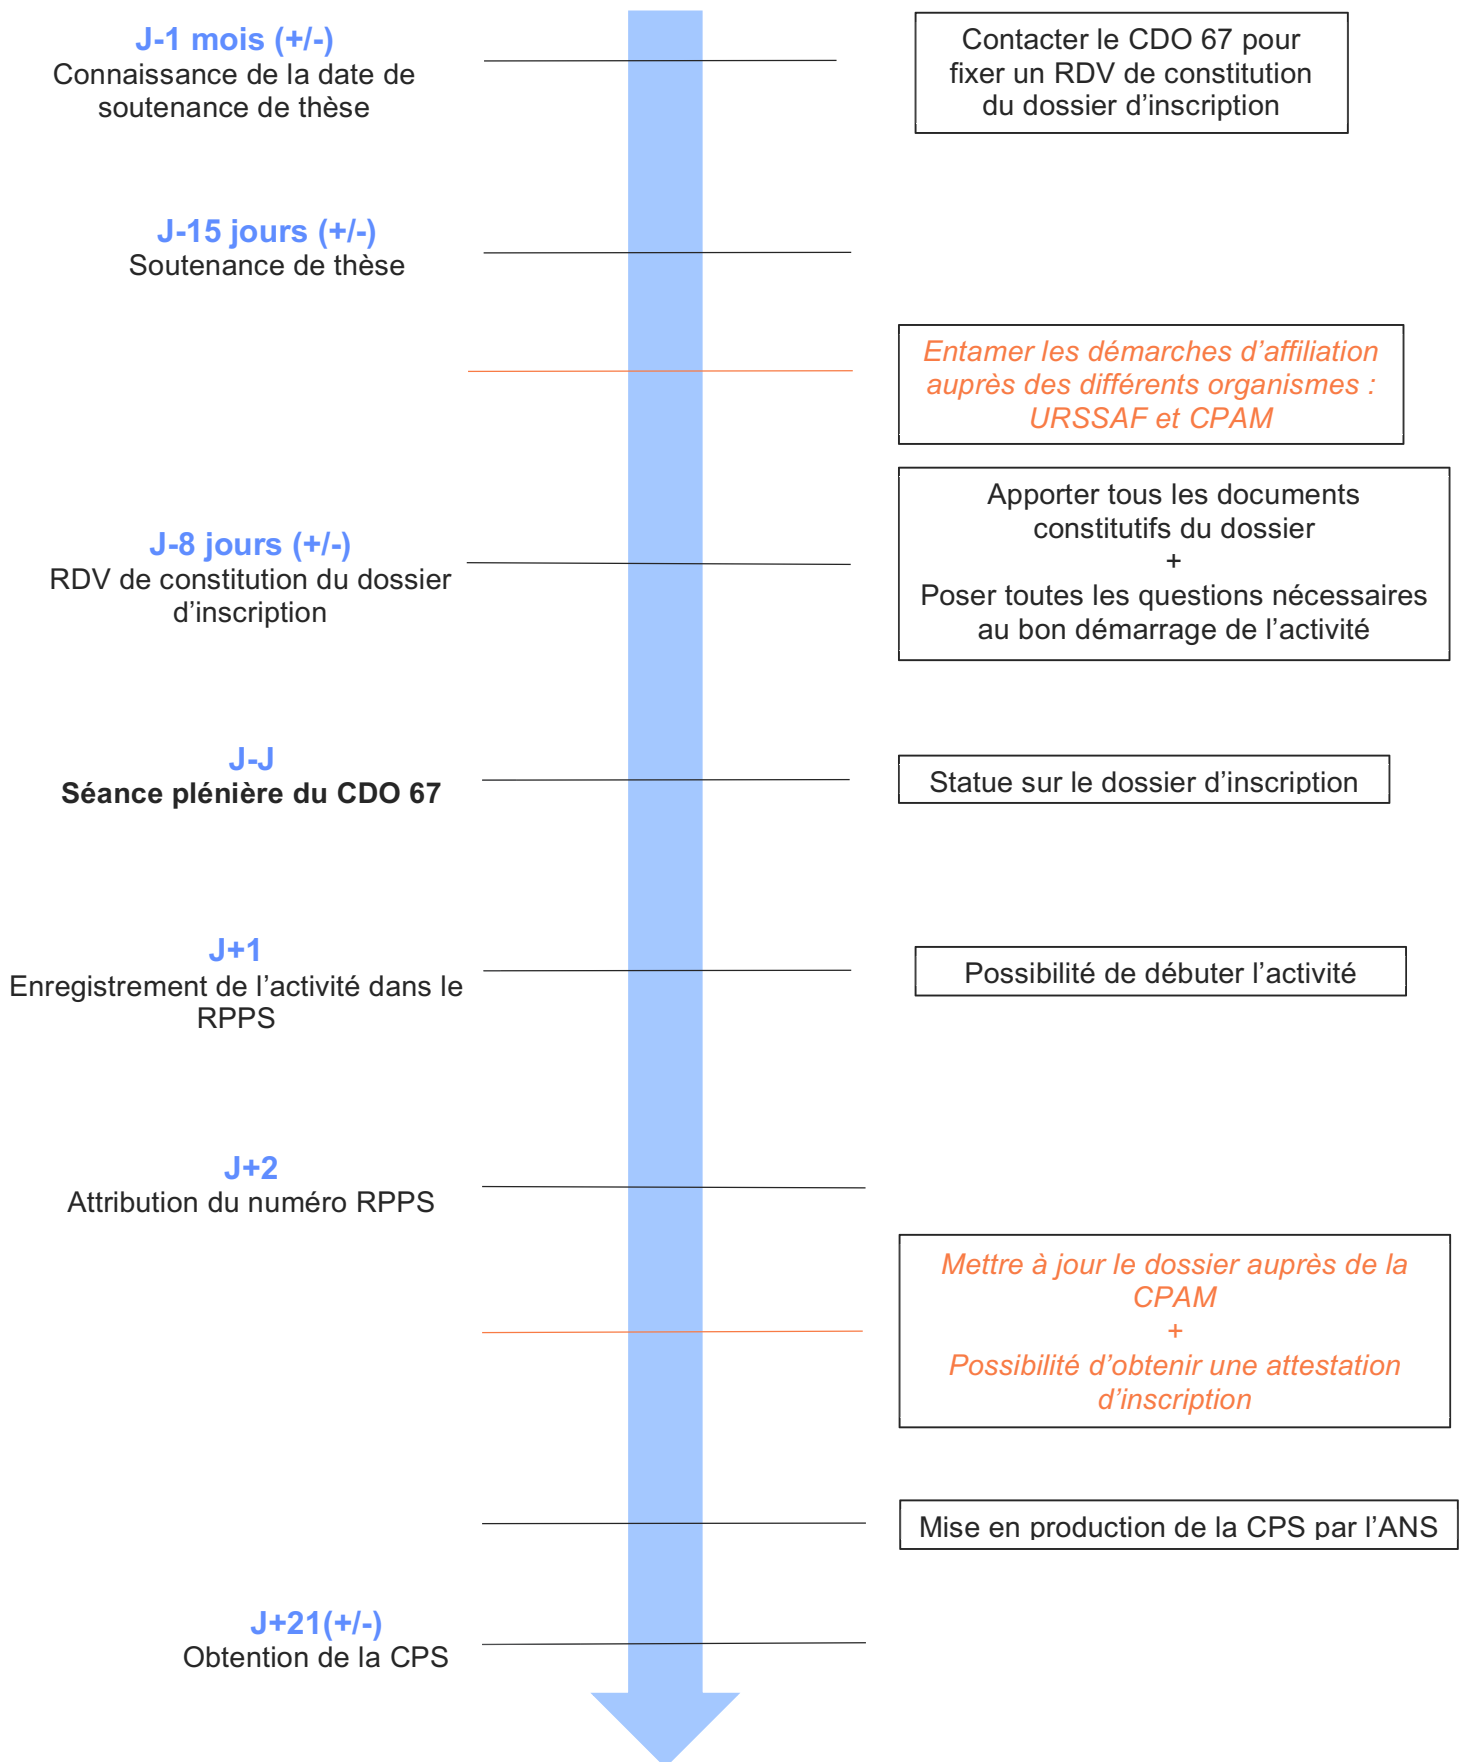 J-1 mois (+/-)
Connaissance de la date de
soutenance de thèse
Contacter le CDO 67 pour
fixer un RDV de constitution
du dossier d’inscription
J-15 jours (+/-)
Soutenance de thèse
Entamer les démarches d’affiliation
auprès des différents organismes :
URSSAF et CPAM
J-8 jours (+/-)
RDV de constitution du dossier
d’inscription
Apporter tous les documents
constitutifs du dossier
+
Poser toutes les questions nécessaires
au bon démarrage de l’activité
J-J
Séance plénière du CDO 67
Statue sur le dossier d’inscription
J+1
Enregistrement de l’activité dans le
RPPS
Possibilité de débuter l’activité
J+2
Attribution du numéro RPPS
Mettre à jour le dossier auprès de la
CPAM
+
Possibilité d’obtenir une attestation
d’inscription
Mise en production de la CPS par l’ANS
J+21(+/-)
Obtention de la CPS